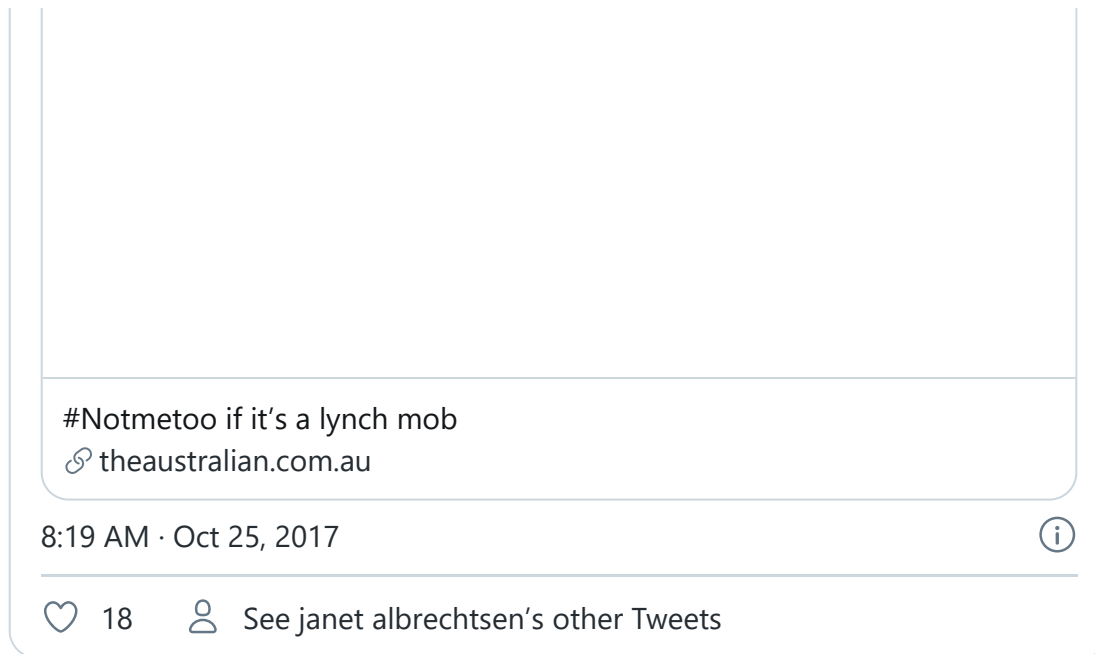 #Notmetoo if it’s a lynch mob
theaustralian.com.au
8:19 AM · Oct 25, 2017
18 See janet albrechtsen’s other Tweets